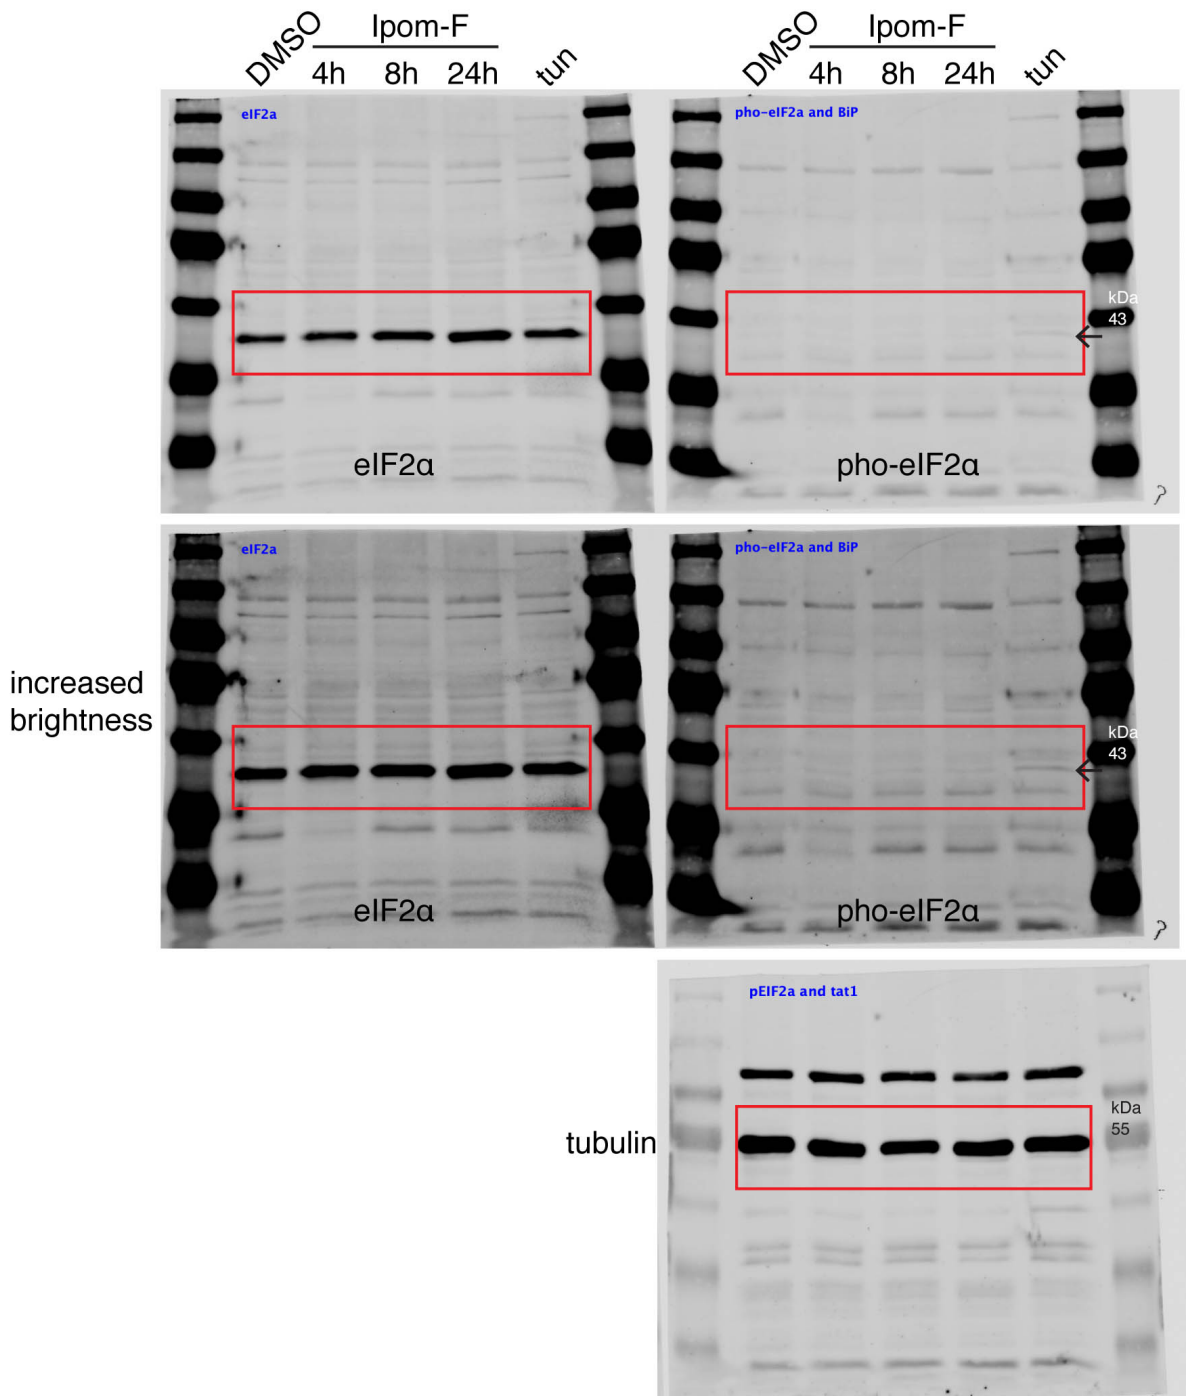 DMSO Ipom-F 4h 8h 24h tun
DMSO Ipom-F 4h 8h 24h tun
eIF2a
pho-eIF2a and BiP
kDa
43
eIF2α
pho-eIF2α
?
increased
brightness
eIF2a
pho-eIF2a and BiP
kDa
43
eIF2α
pho-eIF2α
?
pEIF2a and tat1
kDa
55
tubulin